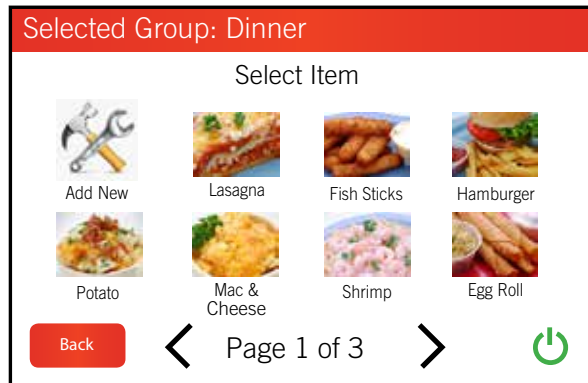 Selected Group: Dinner
Select Item
Add New
Lasagna
Fish Sticks
Hamburger
Potato
Mac &
Cheese
Shrimp
Egg Roll
Back
Page 1 of 3